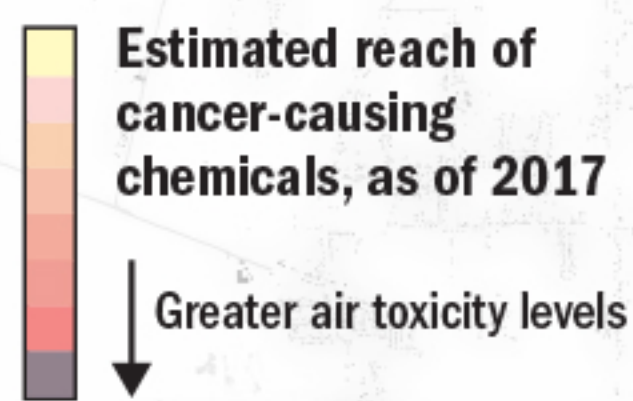 Estimated reach of
cancer-causing
chemicals, as of 2017
Greater air toxicity levels